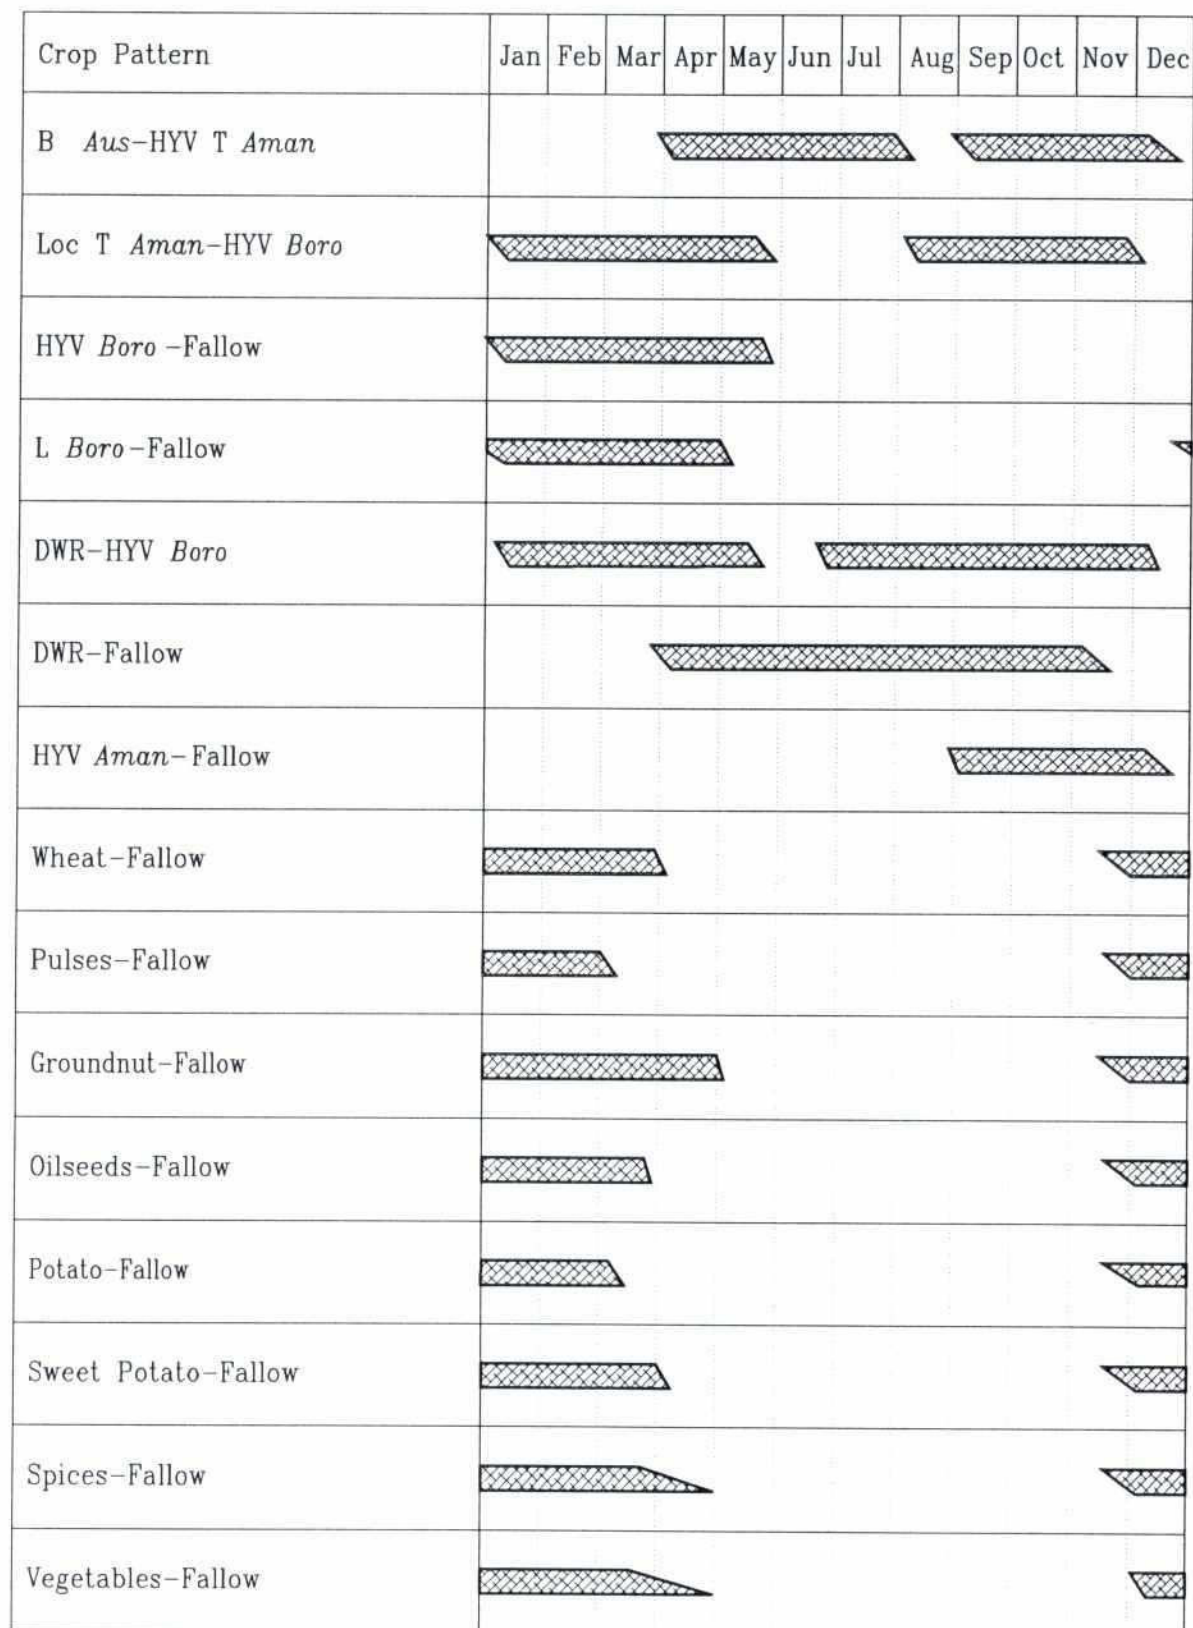 Crop Pattern Jan Feb Mar Apr May Jun Jul Aug Sep Oct Nov Dec
B Aus-HYV T Aman
Loc T Aman-HYV Boro
HYV Boro -Fallow
L Boro-Fallow
DWR-HYV Boro
DWR-Fallow
HYV Aman-Fallow
Wheat-Fallow
Pulses-Fallow
Groundnut-Fallow
Oilseeds-Fallow
Potato-Fallow
Sweet Potato-Fallow
Spices-Fallow
Vegetables-Fallow